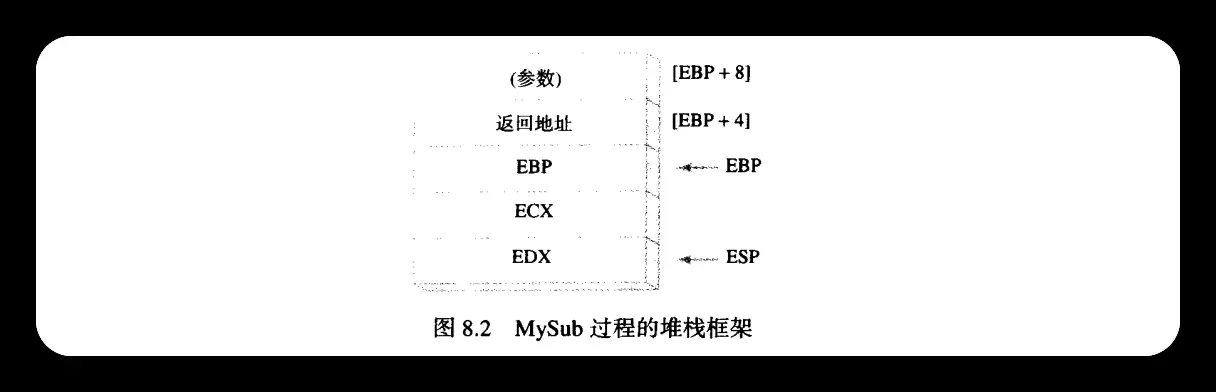 (参数) [EBP + 8]
返回地址 [EBP + 4]
EBP EBP
ECX
EDX ESP
图 8.2 MySub 过程的堆栈框架